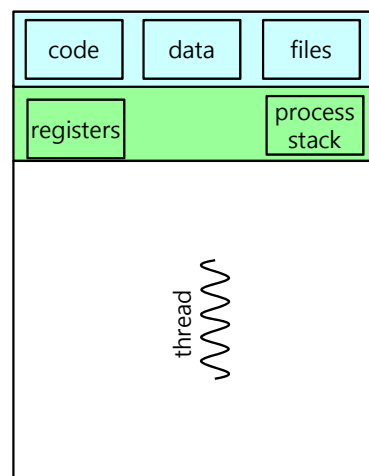 code data files
registers
process
stack
thread